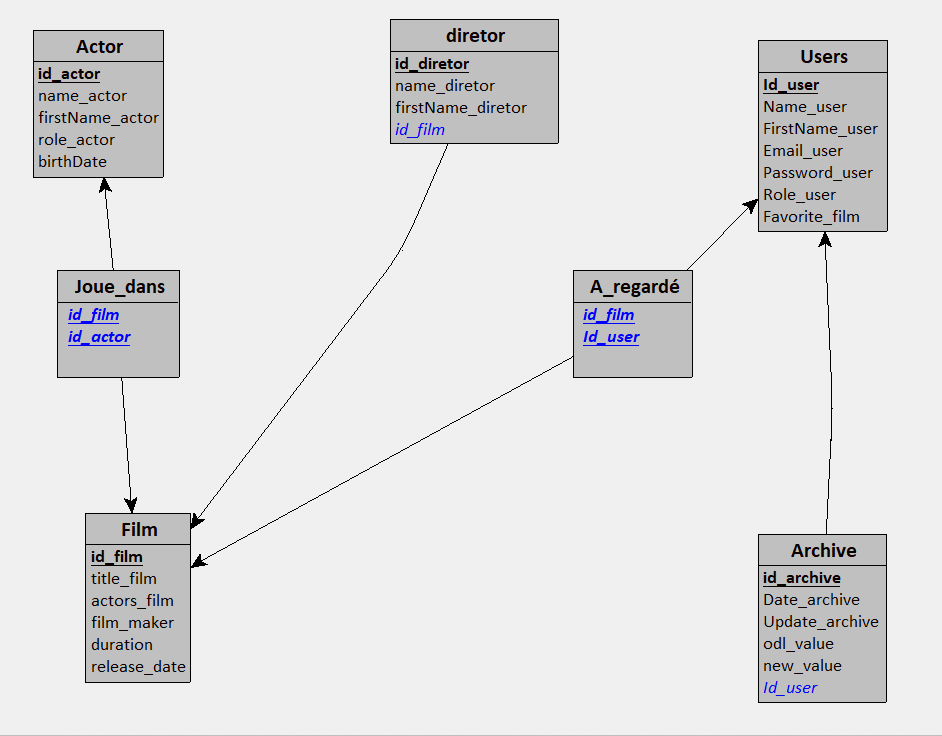 Actor
id_actor
name_actor
firstName_actor
role_actor
birthDate
diretor
id_diretor
name_diretor
firstName_diretor
id_film
Users
Id_user
Name_user
FirstName_user
Email_user
Password_user
Role_user
Favorite_film
Joue_dans
id_film
id_actor
A_regardé
id_film
Id_user
Film
id_film
title_film
actors_film
film_maker
duration
release_date
Archive
id_archive
Date_archive
Update_archive
odl_value
new_value
Id_user